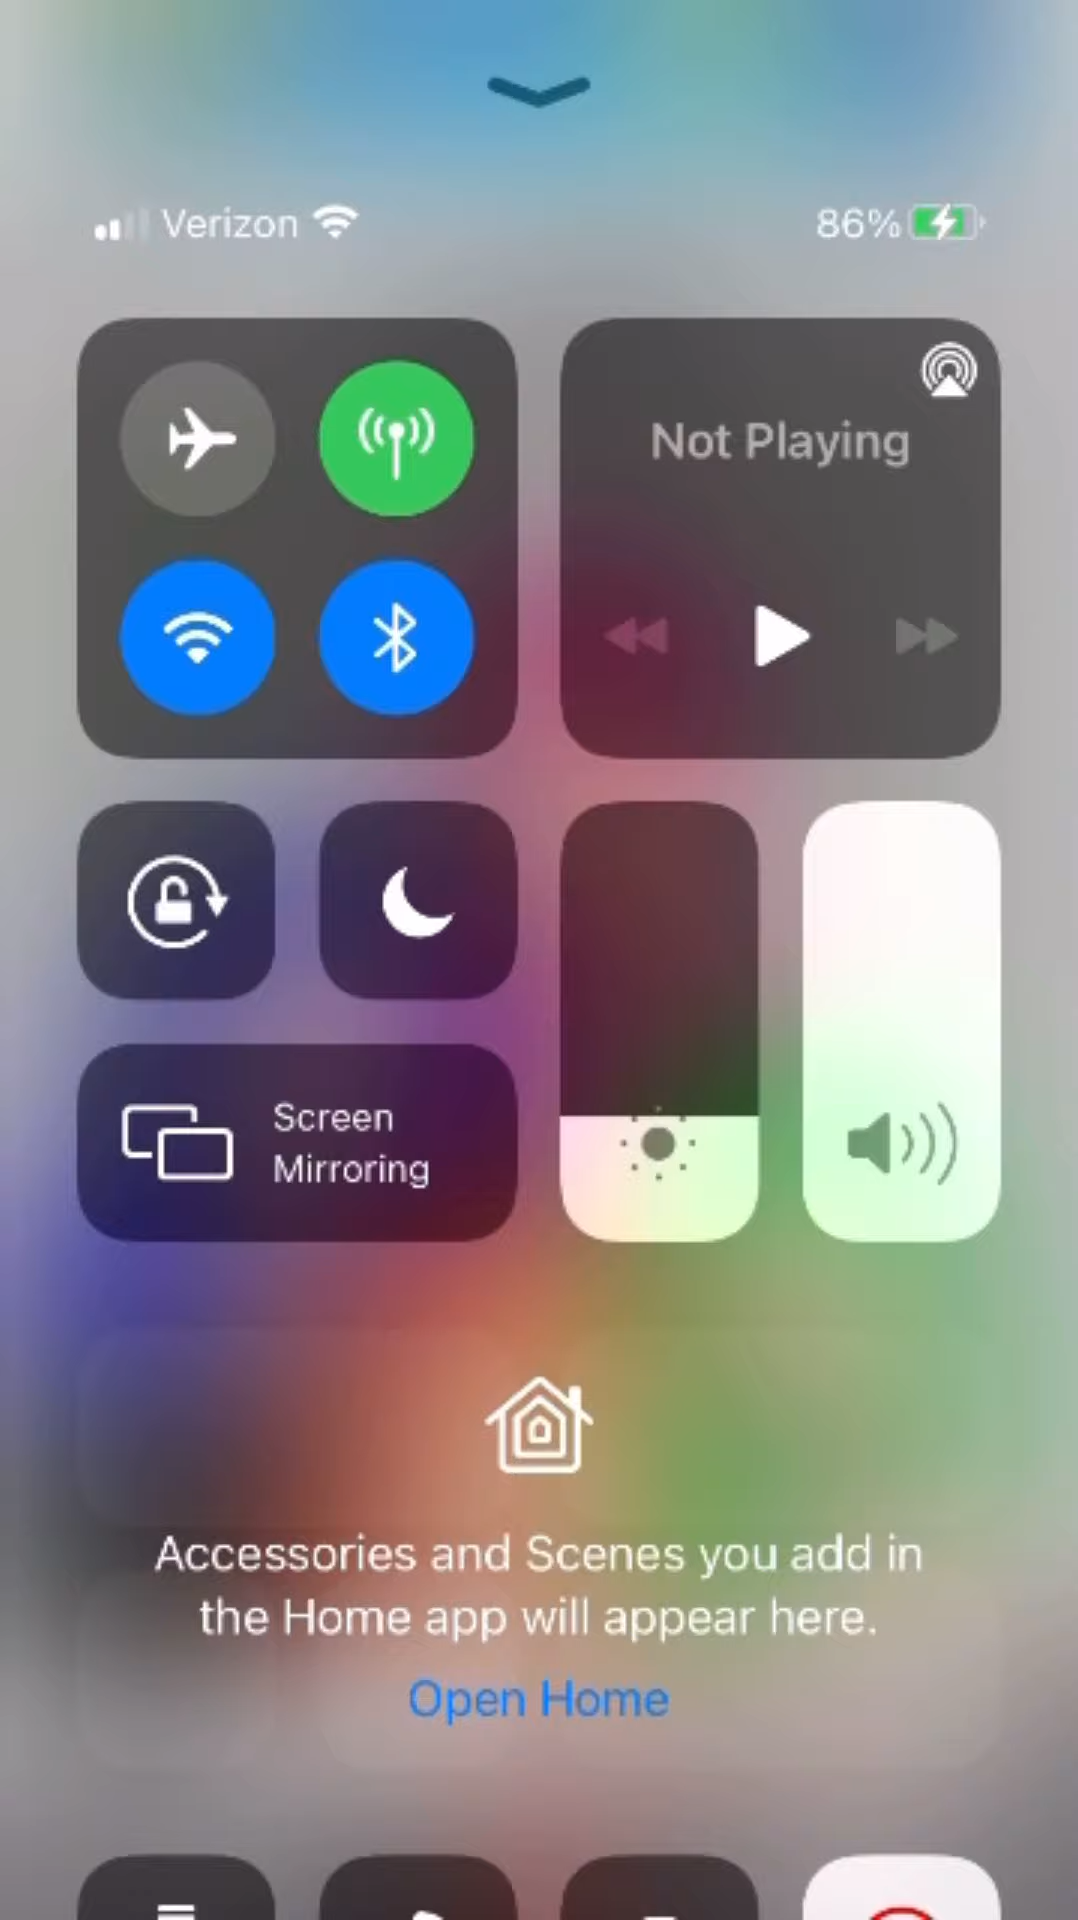 Verizon
86%
Not Playing
Screen
Mirroring
Accessories and Scenes you add in
the Home app will appear here.
Open Home